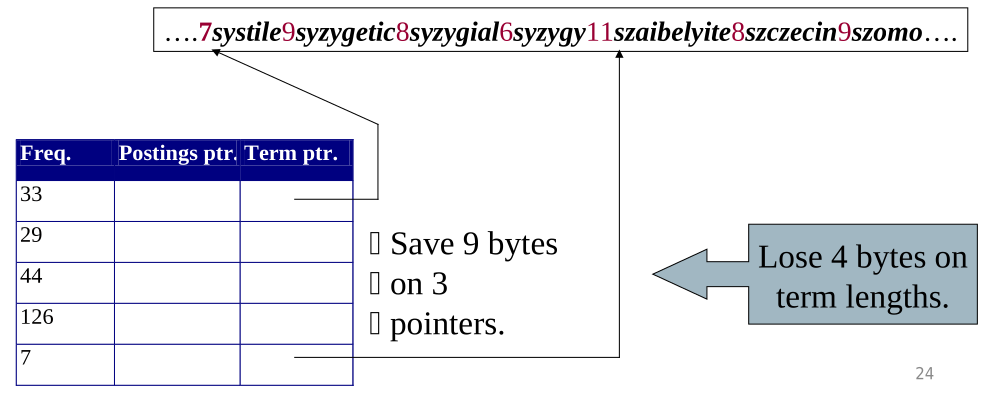 ….7systile9syzygetic8syzygial6syzygy11szaibelyite8szczecin9szomo….
Freq. Postings ptr. Term ptr.
33
29
44
126
7
Save 9 bytes
on 3
pointers.
Lose 4 bytes on
term lengths.
24